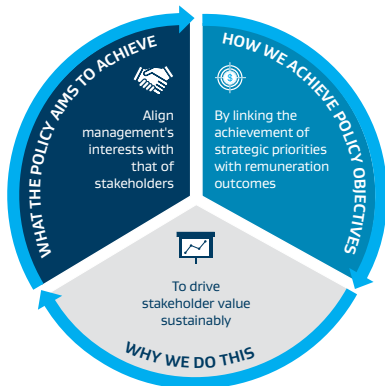 WHAT THE POLICY AIMS TO ACHIEVE
Align
management's
interests with
that of
stakeholders
HOW WE ACHIEVE POLICY OBJECTIVES
$
By linking the
achievement of
strategic priorities
with remuneration
outcomes
To drive
stakeholder value
sustainably
WHY WE DO THIS